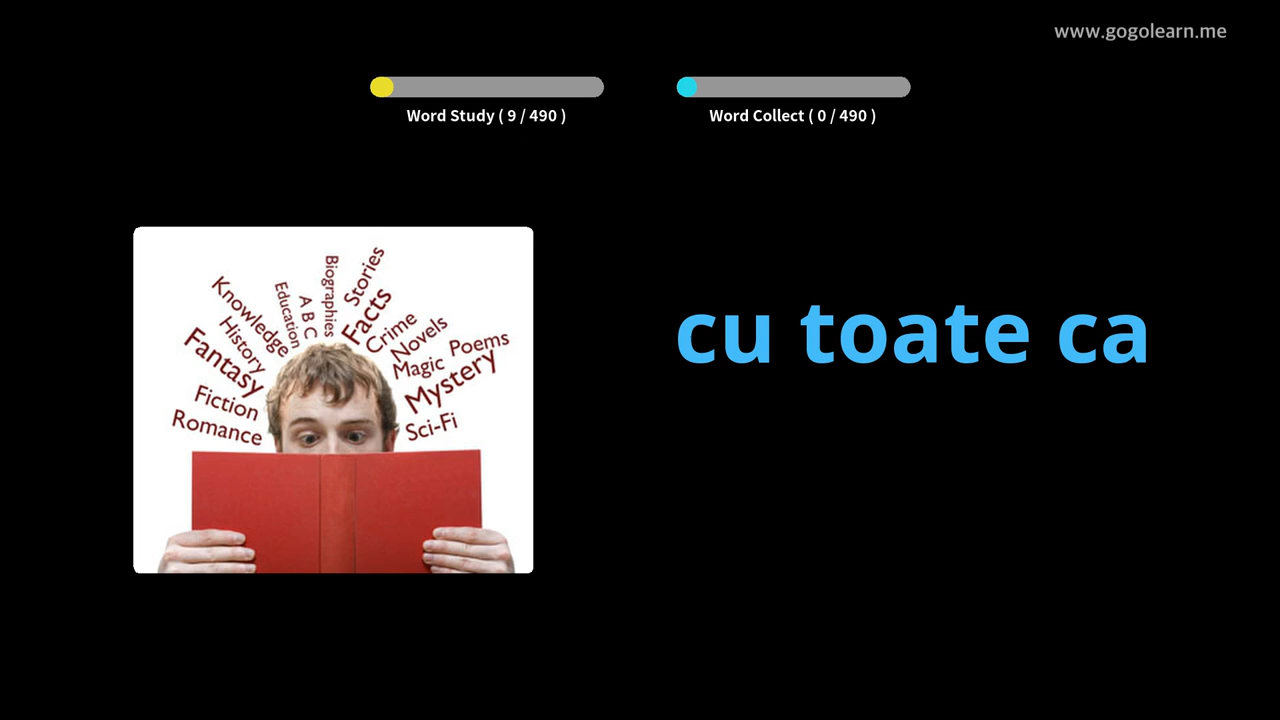 www.gogolearn.me
Word Study ( 9 / 490 )
Word Collect ( 0 / 490 )
cu toate ca
Biographies
Stories
Education
A B C
Facts
Knowledge
Crime
History
Novels
Poems
Fantasy
Magic
Mystery
Fiction
Romance
Sci-Fi